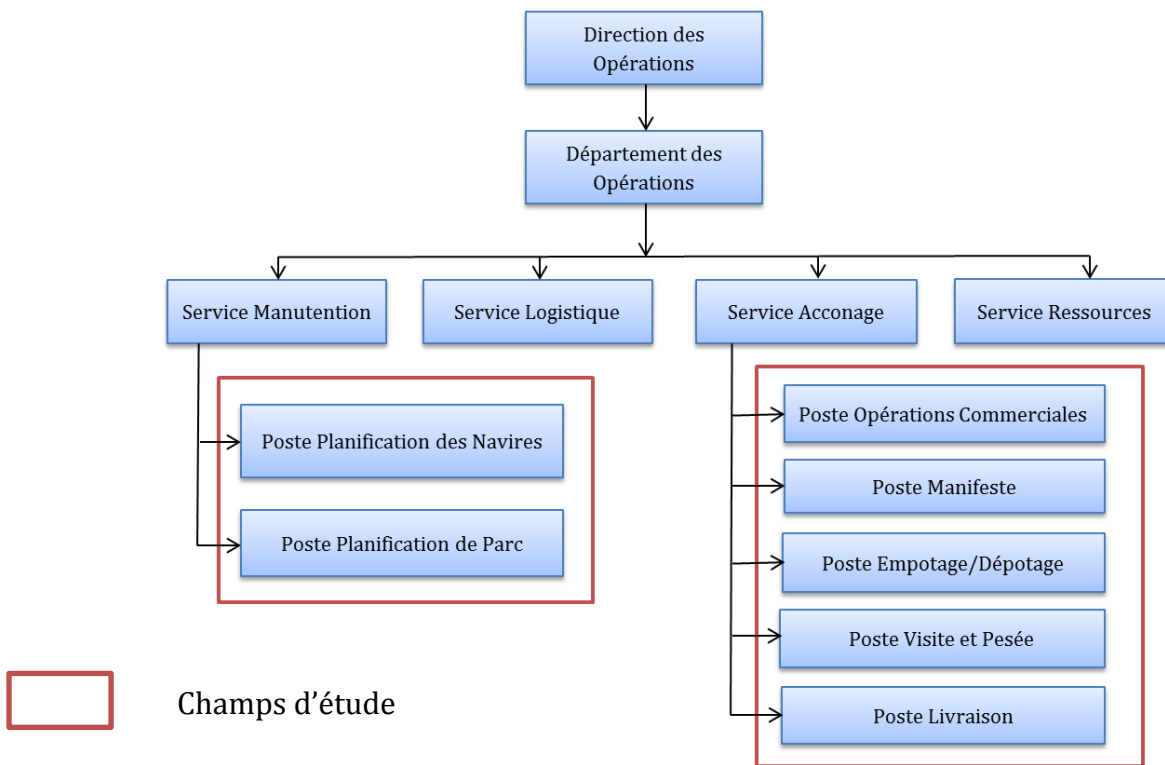 Direction des
Opérations
Département des
Opérations
Service Manutention
Service Logistique
Service Acconage
Service Ressources
Poste Planification des Navires
Poste Planification de Parc
Poste Opérations Commerciales
Poste Manifeste
Poste Empotage/Dépotage
Poste Visite et Pesée
Poste Livraison
Champs d’étude